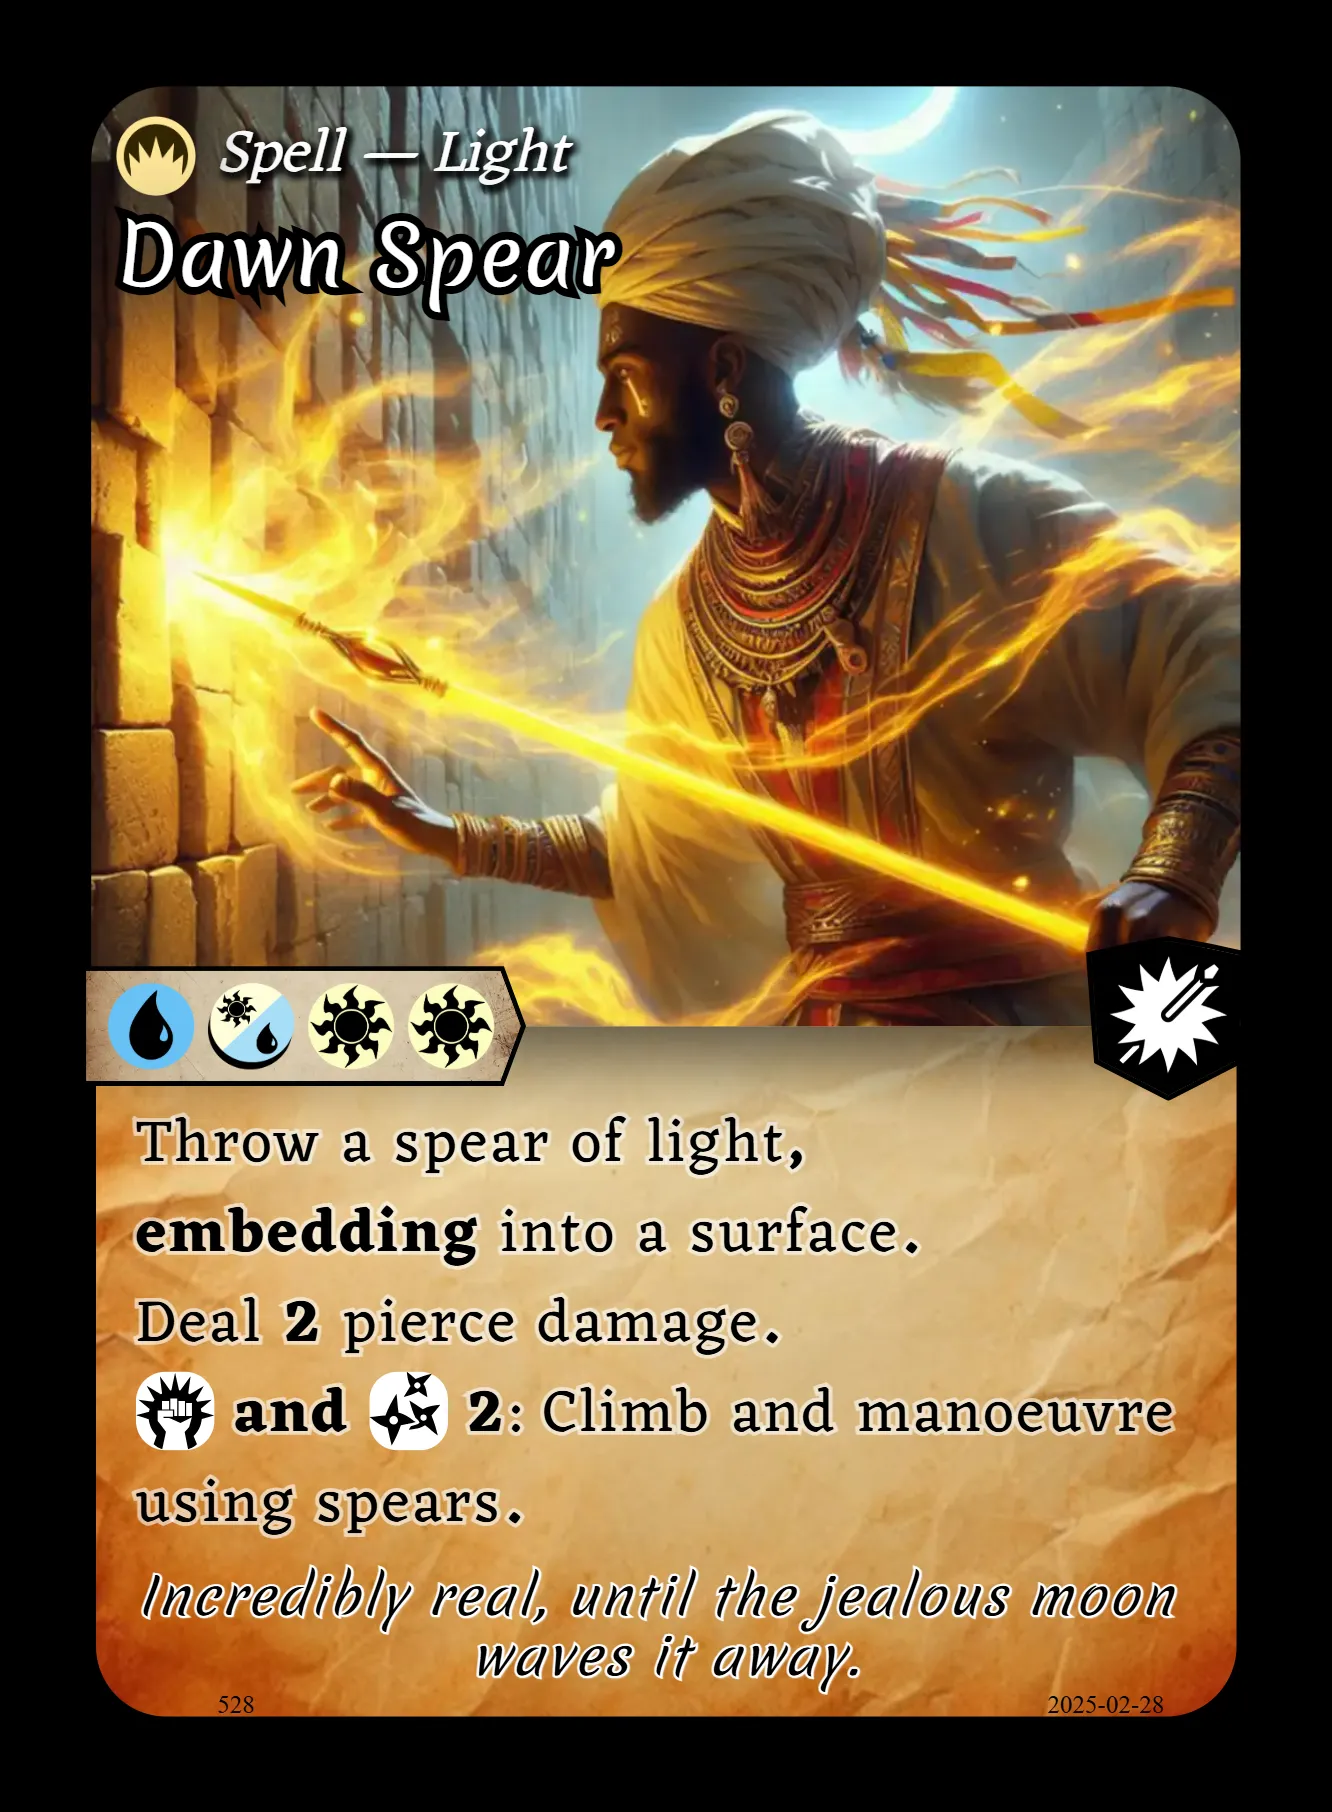 Spell — Light
Dawn Spear
Throw a spear of light,
embedding into a surface.
Deal 2 pierce damage.
and 2: Climb and manoeuvre
using spears.
Incredibly real, until the jealous moon
waves it away.
528 2025-02-28